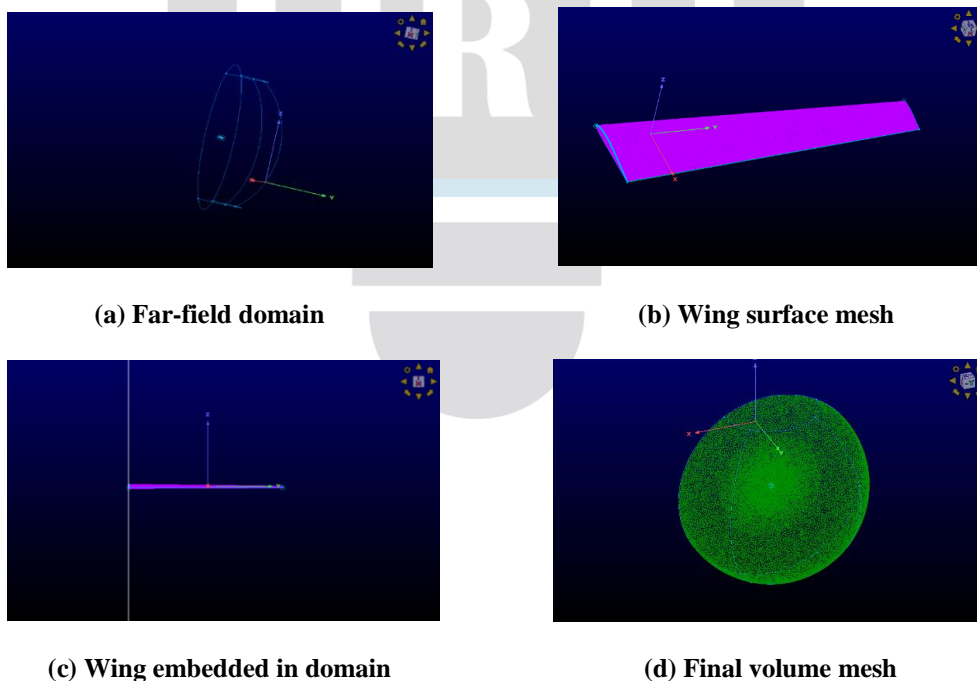 (a) Far-field domain
(b) Wing surface mesh
(c) Wing embedded in domain
(d) Final volume mesh